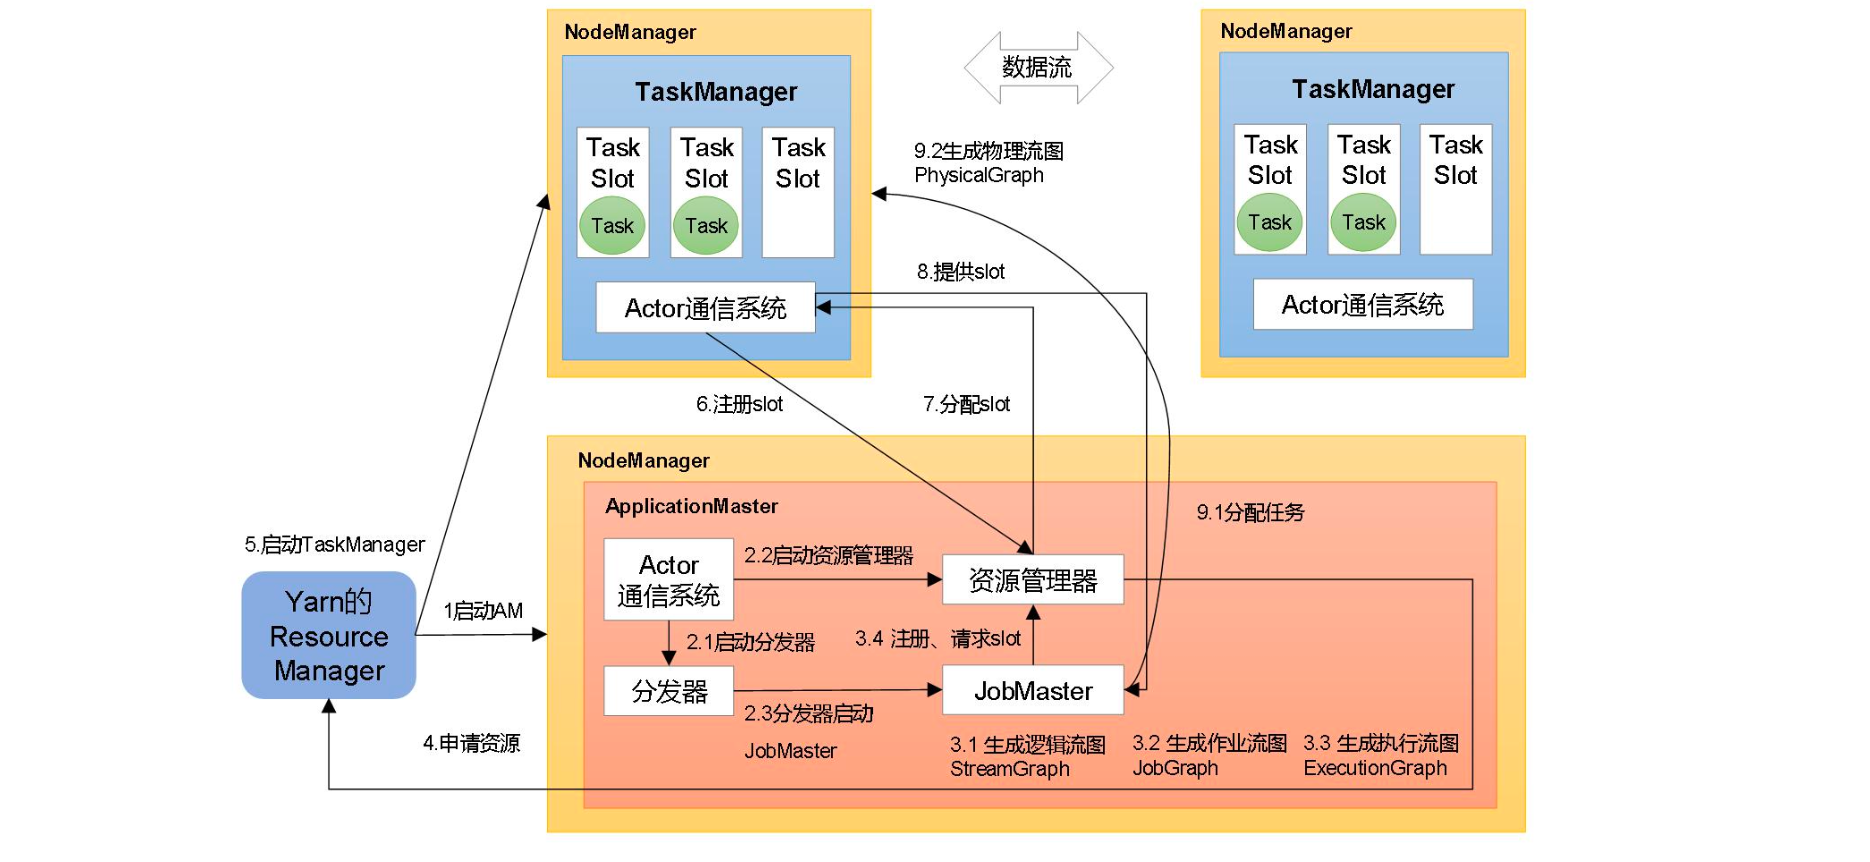 NodeManager
TaskManager
Task
Slot
Task
Task
Slot
Task
Task
Slot
Actor通信系统
数据流
NodeManager
TaskManager
Task
Slot
Task
Task
Slot
Task
Task
Slot
Actor通信系统
9.2生成物理流图
PhysicalGraph
8.提供slot
6.注册slot
7.分配slot
NodeManager
ApplicationMaster
9.1分配任务
5.启动TaskManager
Yarn的
Resource
Manager
1启动AM
Actor
通信系统
2.2启动资源管理器
资源管理器
2.1启动分发器
3.4 注册、请求slot
分发器
2.3分发器启动
JobMaster
JobMaster
4.申请资源
3.1 生成逻辑流图
StreamGraph
3.2 生成作业流图
JobGraph
3.3 生成执行流图
ExecutionGraph